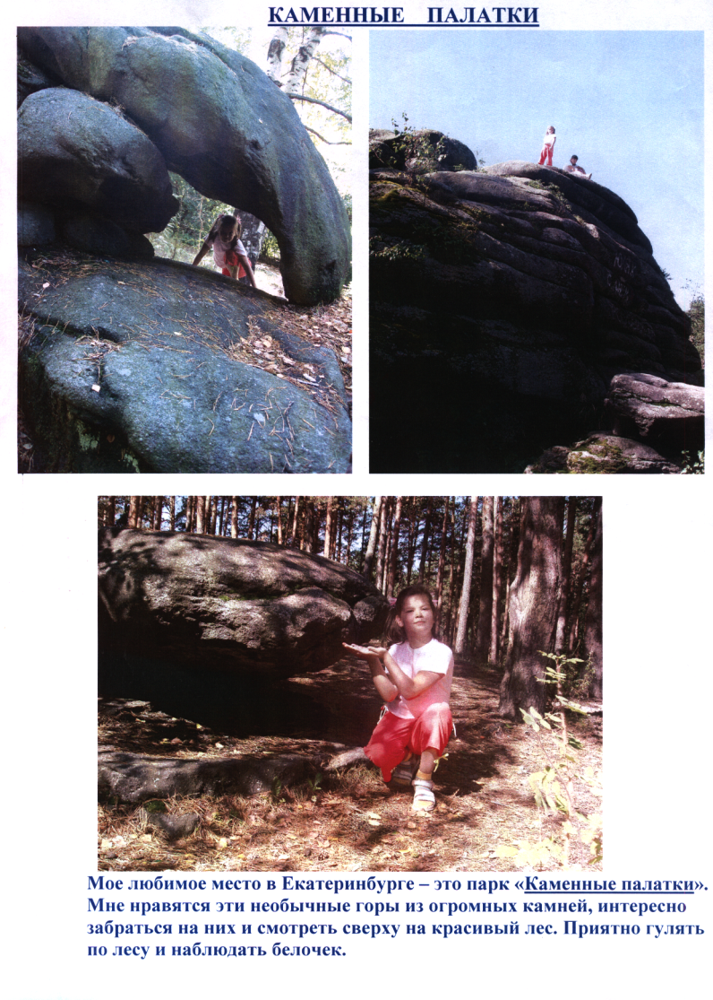 КАМЕННЫЕ ПАЛАТКИ
Мое любимое место в Екатеринбурге – это парк «Каменные палатки».
Мне нравятся эти необычные горы из огромных камней, интересно
забраться на них и смотреть сверху на красивый лес. Приятно гулять
по лесу и наблюдать белочек.